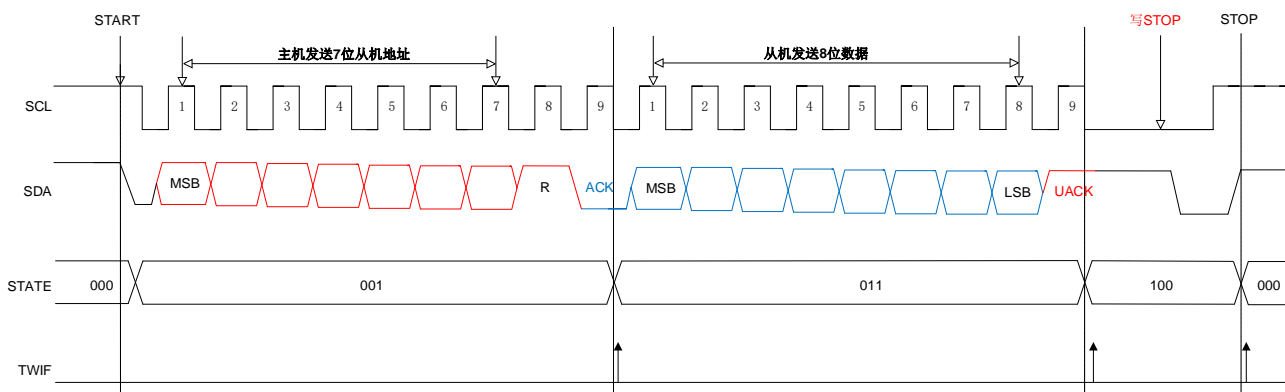 START
写STOP
STOP
主机发送7位从机地址
从机发送8位数据
SCL
1 2 3 4 5 6 7 8 9 1 2 3 4 5 6 7 8 9
SDA
MSB R ACK MSB LSB UACK
STATE
000 001 011 100 000
TWIF